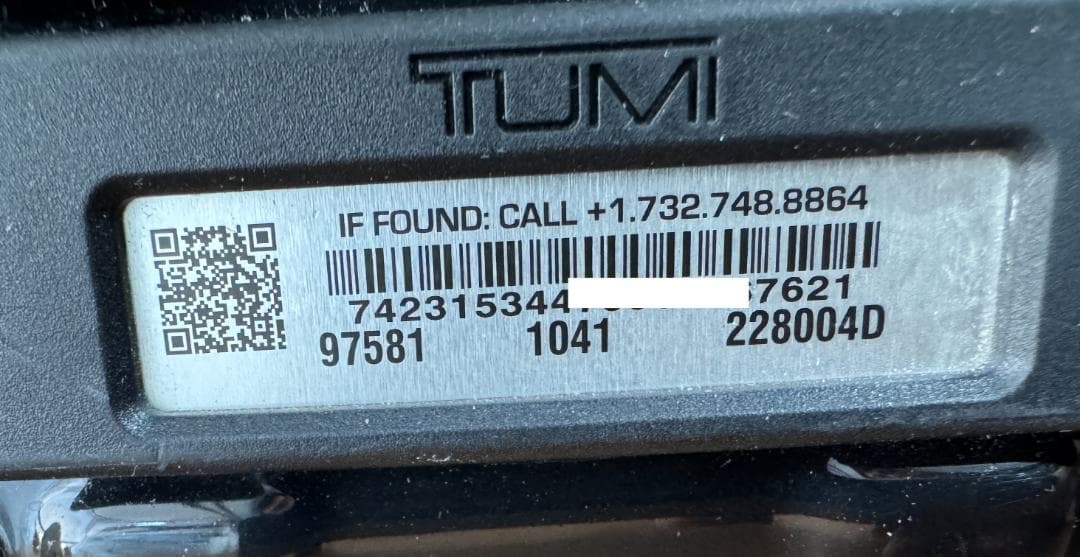 TUMI
IF FOUND: CALL +1.732.748.8864
742315344 7621
97581 1041 228004D